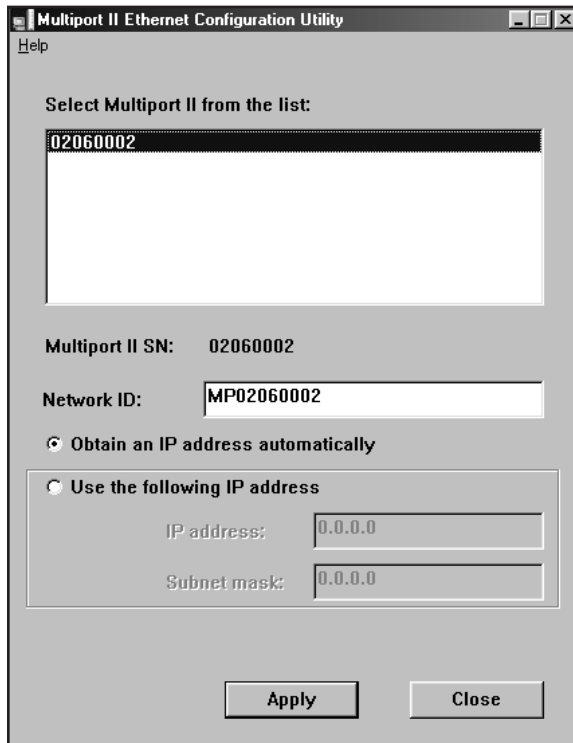 Multiport II Ethernet Configuration Utility
Help
Select Multiport II from the list:
02060002
Multiport II SN: 02060002
Network ID: MP02060002
Obtain an IP address automatically
Use the following IP address
IP address: 0.0.0.0
Subnet mask: 0.0.0.0
Apply Close